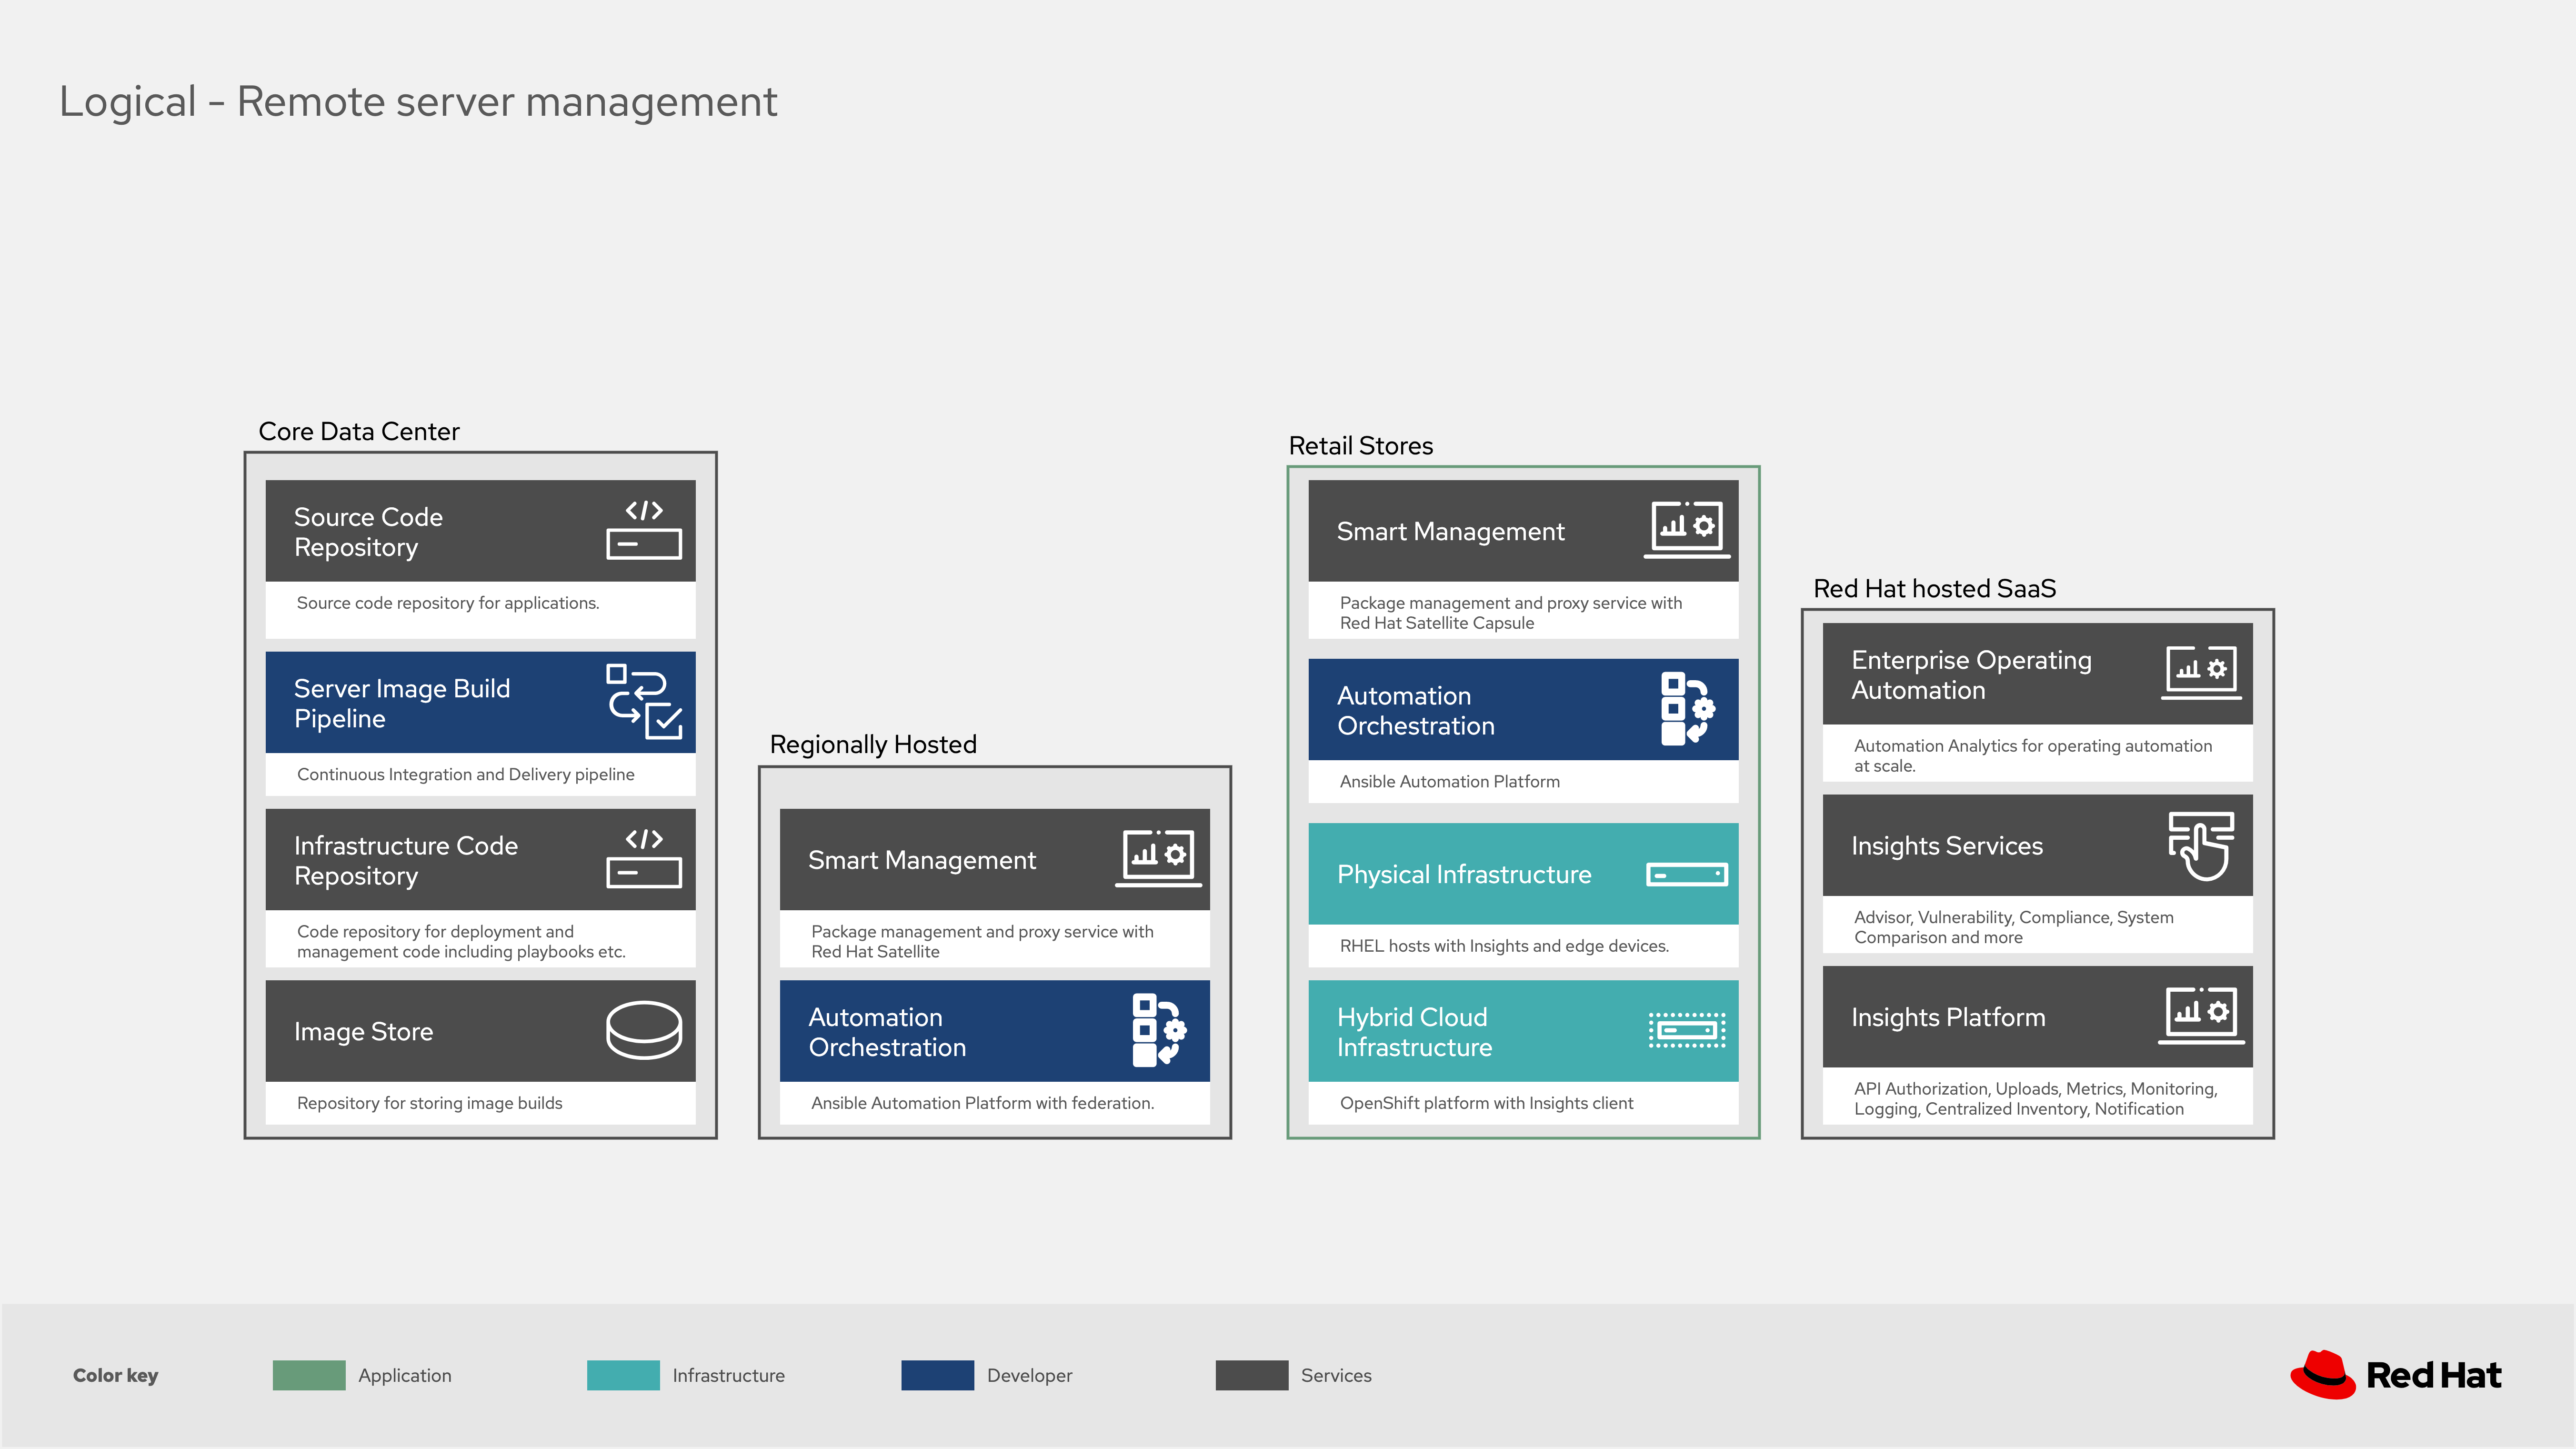 Logical - Remote server management
Core Data Center
Source Code
Repository
</>
Source code repository for applications.
Server Image Build
Pipeline
Continuous Integration and Delivery pipeline
Infrastructure Code
Repository
</>
Code repository for deployment and
management code including playbooks etc.
Image Store
Repository for storing image builds
Regionally Hosted
Smart Management
Package management and proxy service with
Red Hat Satellite
Automation
Orchestration
Ansible Automation Platform with federation.
Retail Stores
Smart Management
Package management and proxy service with
Red Hat Satellite Capsule
Automation
Orchestration
Ansible Automation Platform
Physical Infrastructure
RHEL hosts with Insights and edge devices.
Hybrid Cloud
Infrastructure
OpenShift platform with Insights client
Red Hat hosted SaaS
Enterprise Operating
Automation
Automation Analytics for operating automation
at scale.
Insights Services
Advisor, Vulnerability, Compliance, System
Comparison and more
Insights Platform
API Authorization, Uploads, Metrics, Monitoring,
Logging, Centralized Inventory, Notification
Color key
Application
Infrastructure
Developer
Services
Red Hat